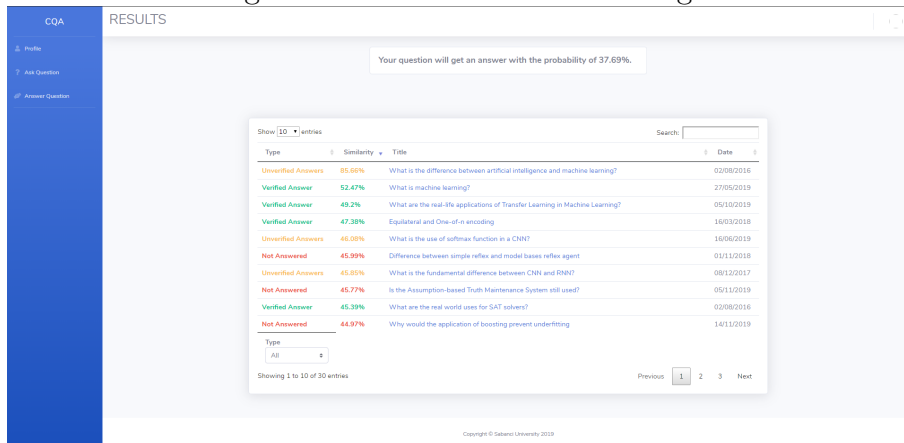 CQA
RESULTS
Profile
? Ask Question
Answer Question
Your question will get an answer with the probability of 37.69%.
Show 10 entries
Search:
Type Similarity Title Date
Unverified Answers 85.66% What is the difference between artificial intelligence and machine learning? 02/08/2016
Verified Answer 52.47% What is machine learning? 27/05/2019
Verified Answer 49.2% What are the real-life applications of Transfer Learning in Machine Learning? 05/10/2019
Verified Answer 47.38% Equilateral and One-of-n encoding 16/03/2018
Unverified Answers 46.08% What is the use of softmax function in a CNN? 16/06/2019
Not Answered 45.99% Difference between simple reflex and model bases reflex agent 01/11/2018
Unverified Answers 45.85% What is the fundamental difference between CNN and RNN? 08/12/2017
Not Answered 45.77% Is the Assumption-based Truth Maintenance System still used? 05/11/2019
Verified Answer 45.39% What are the real world uses for SAT solvers? 02/08/2016
Not Answered 44.97% Why would the application of boosting prevent underfitting 14/11/2019
Type
All
Showing 1 to 10 of 30 entries
Previous 1 2 3 Next
Copyright © Sabanci University 2019